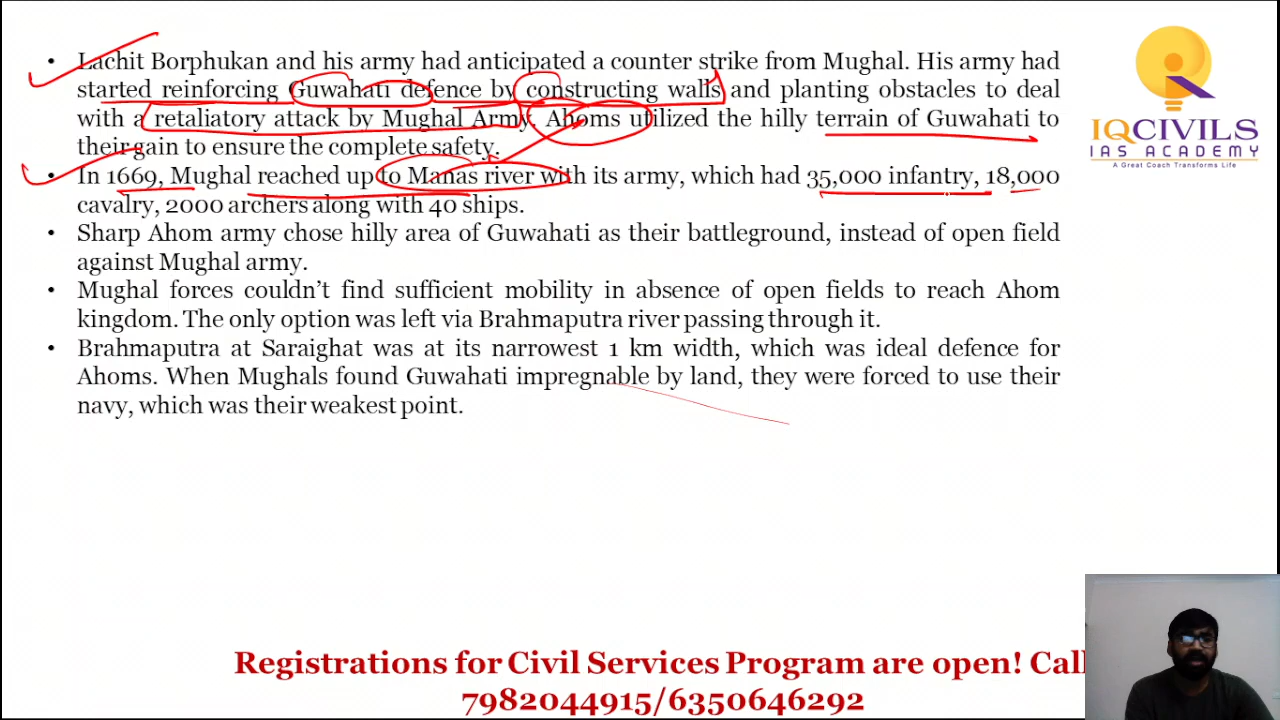 • Lachit Borphukan and his army had anticipated a counter strike from Mughal. His army had
started reinforcing Guwahati defence by constructing walls and planting obstacles to deal
with a retaliatory attack by Mughal Army. Ahoms utilized the hilly terrain of Guwahati to
their gain to ensure the complete safety.
• In 1669, Mughal reached up to Manas river with its army, which had 35,000 infantry, 18,000
cavalry, 2000 archers along with 40 ships.
• Sharp Ahom army chose hilly area of Guwahati as their battleground, instead of open field
against Mughal army.
• Mughal forces couldn't find sufficient mobility in absence of open fields to reach Ahom
kingdom. The only option was left via Brahmaputra river passing through it.
• Brahmaputra at Saraighat was at its narrowest 1 km width, which was ideal defence for
Ahoms. When Mughals found Guwahati impregnable by land, they were forced to use their
navy, which was their weakest point.
IQCIVILS
IAS ACADEMY
A Great Coach Transforms Life
Registrations for Civil Services Program are open! Call
7982044915/6350646292